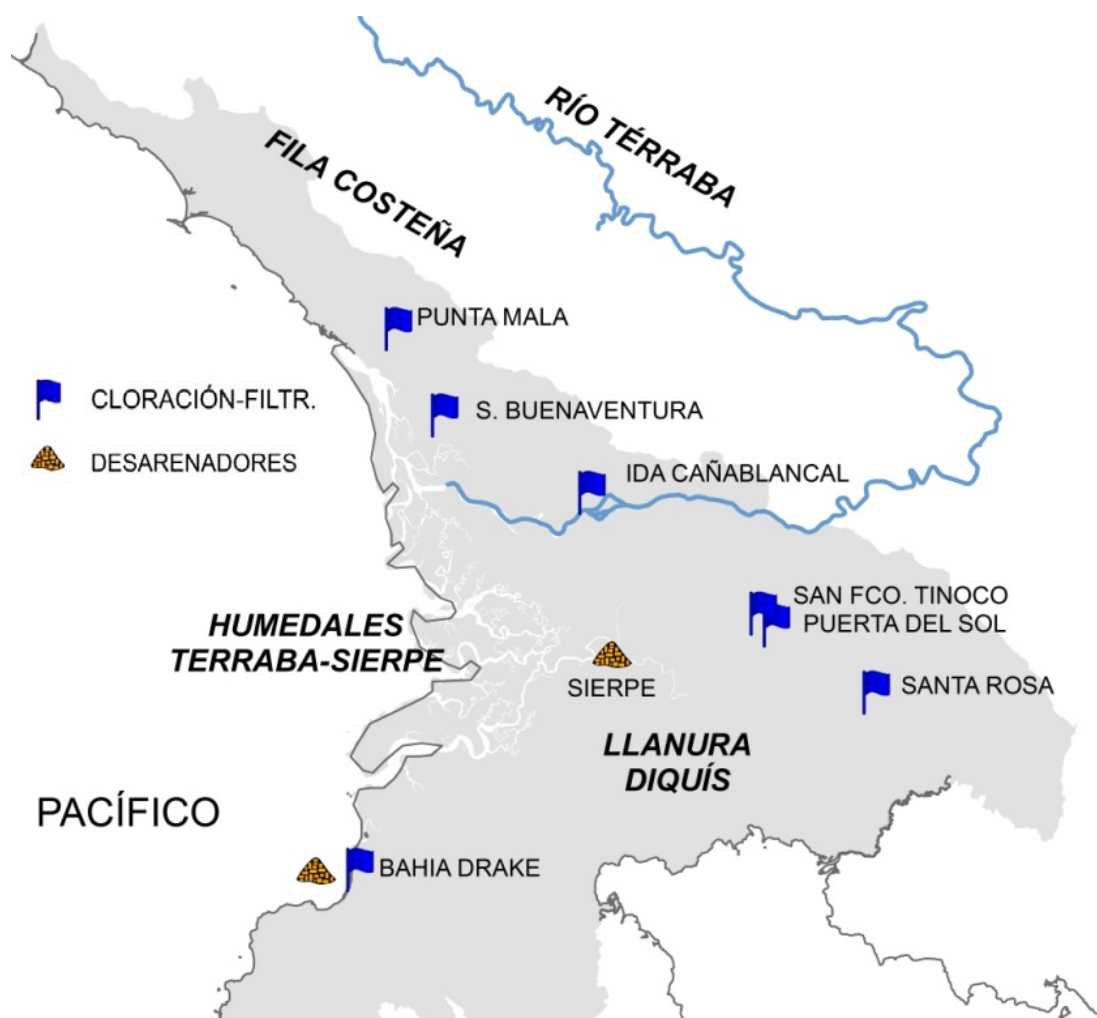 RÍO TÉRRABA
FILA COSTEÑA
PUNTA MALA
CLORACIÓN-FILTR.
S. BUENAVENTURA
DESARENADORES
IDA CAÑABLANCAL
SAN FCO. TINOCO
PUERTA DEL SOL
HUMEDALES
TERRABA-SIERPE
SIERPE
SANTA ROSA
LLANURA
DIQUÍS
PACÍFICO
BAHIA DRAKE